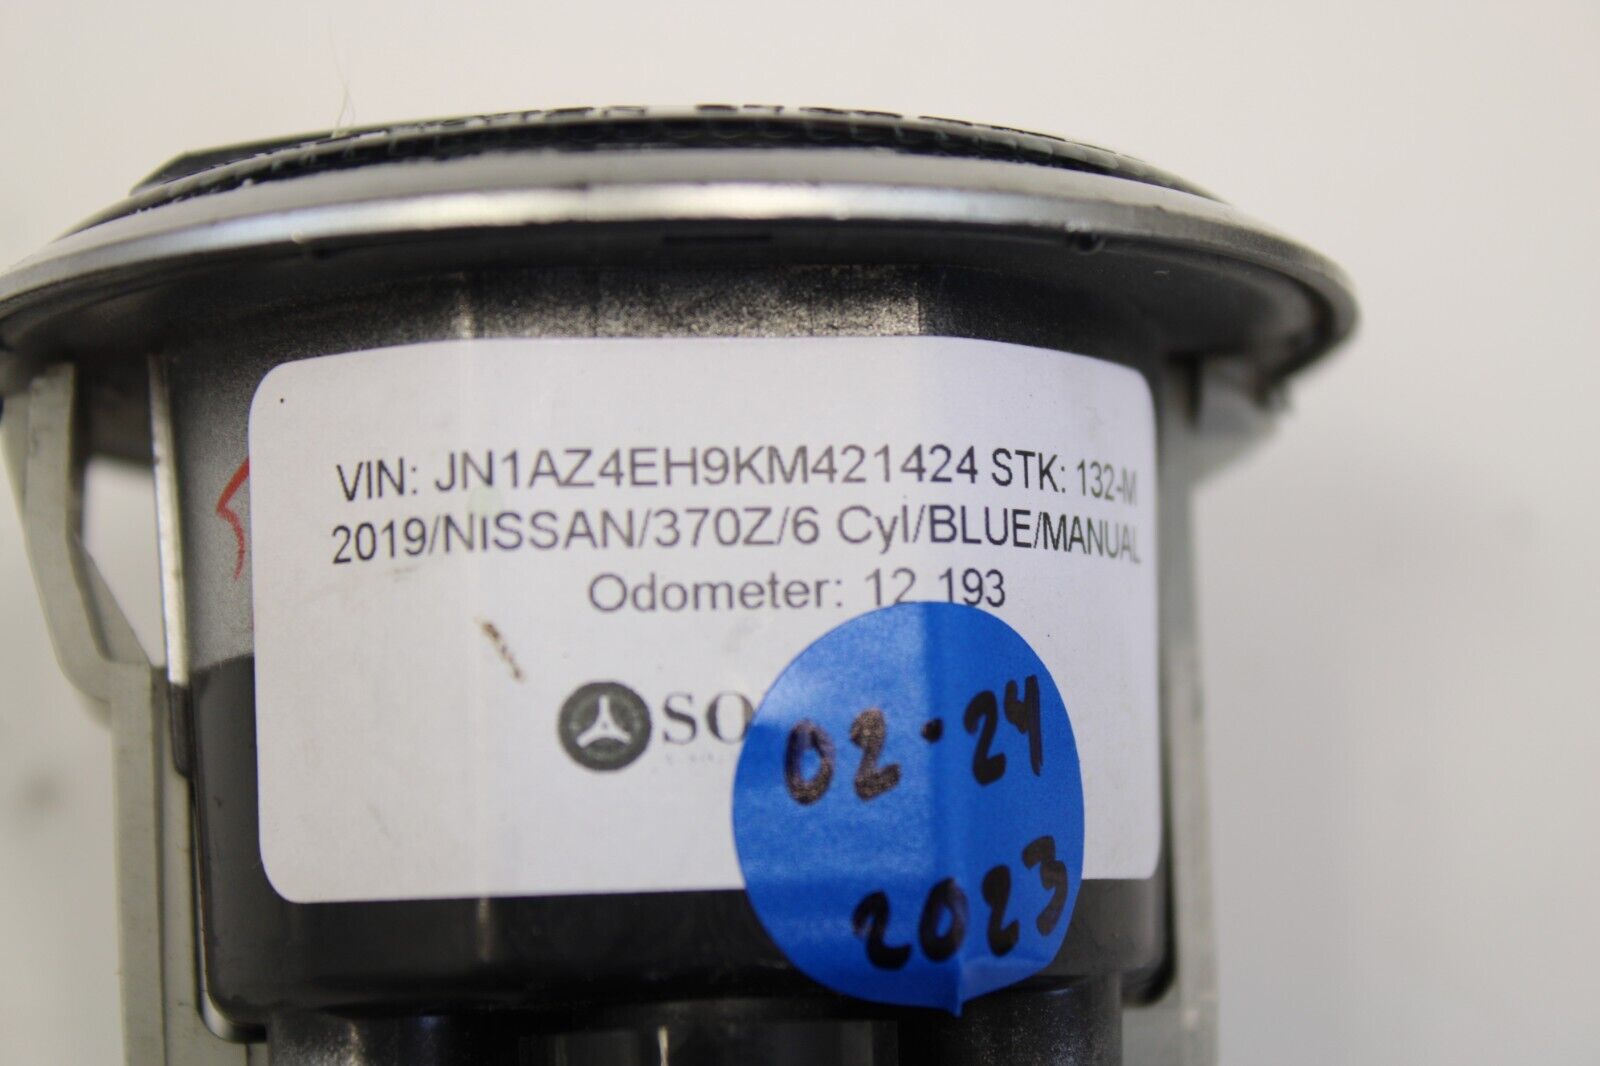 VIN: JN1AZ4EH9KM421424 STK: 132-M
2019/NISSAN/370Z/6 Cyl/BLUE/MANUAL
Odometer: 12 193
02-24
2023